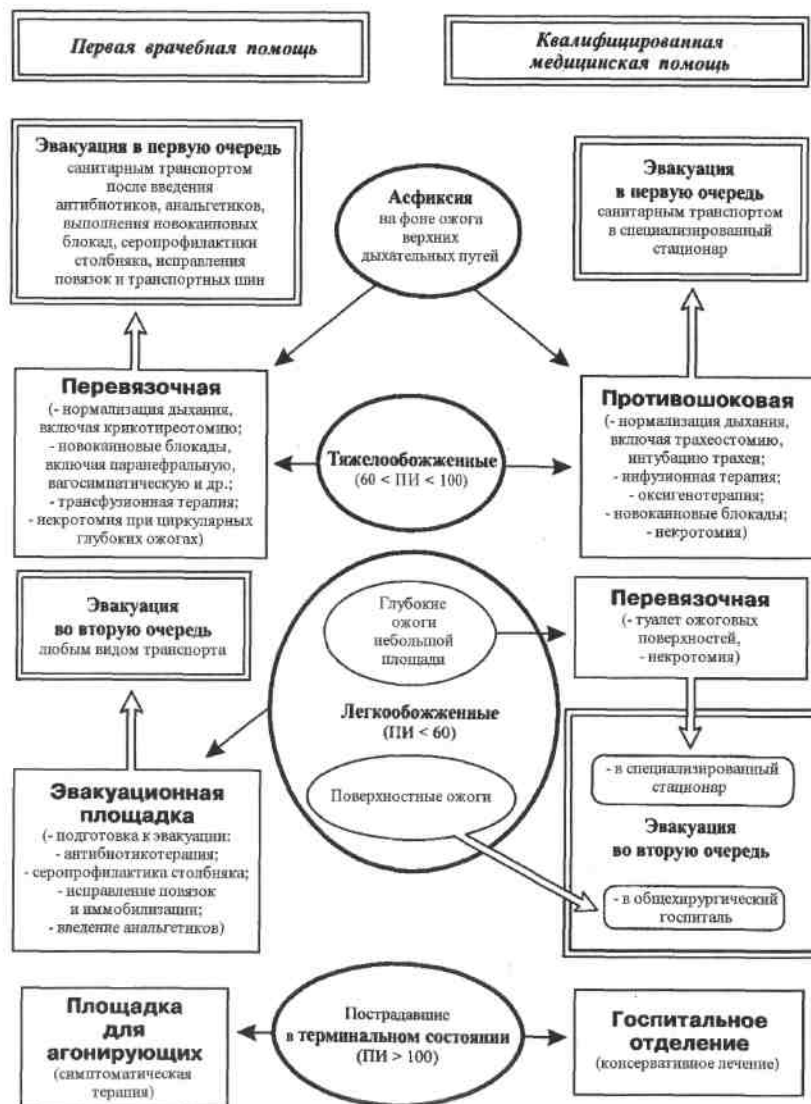 Первая врачебная помощь
Квалифицированная
медицинская помощь
Эвакуация в первую очередь
санитарным транспортом
после введения
антибиотиков, анальгетиков,
выполнения новокаиновых
блокад, серопрофилактики
столбняка, исправления
повязок и транспортных шин
Асфиксия
на фоне ожога
верхних
дыхательных путей
Эвакуация
в первую очередь
санитарным транспортом
в специализированный
стационар
Перевязочная
(- нормализация дыхания,
включая крикотиреотомию;
- новокаиновые блокады,
включая паранефральную,
вагосимпатическую и др.;
- трансфузионная терапия;
- некротомия при циркулярных
глубоких ожогах)
Тяжелообожженные
(60 < ПИ < 100)
Противошоковая
(- нормализация дыхания,
включая трахеостомию,
интубацию трахеи;
- инфузионная терапия;
- оксигенотерапия;
- новокаиновые блокады;
- некротомия)
Эвакуация
во вторую очередь
любым видом транспорта
Глубокие
ожоги
небольшой
площади
Легкообожженные
(ПИ < 60)
Поверхностные ожоги
Перевязочная
(- туалет ожоговых
поверхностей,
- некротомия)
Эвакуационная
площадка
(- подготовка к эвакуации:
- антибиотикотерапия;
- серопрофилактика столбняка;
- исправление повязок
и иммобилизации;
- введение анальгетиков)
- в специализированный
стационар
Эвакуация
во вторую очередь
- в общехирургический
госпиталь
Площадка
для
агонирующих
(симптоматическая
терапия)
Пострадавшие
в терминальном состоянии
(ПИ > 100)
Госпитальное
отделение
(консервативное лечение)